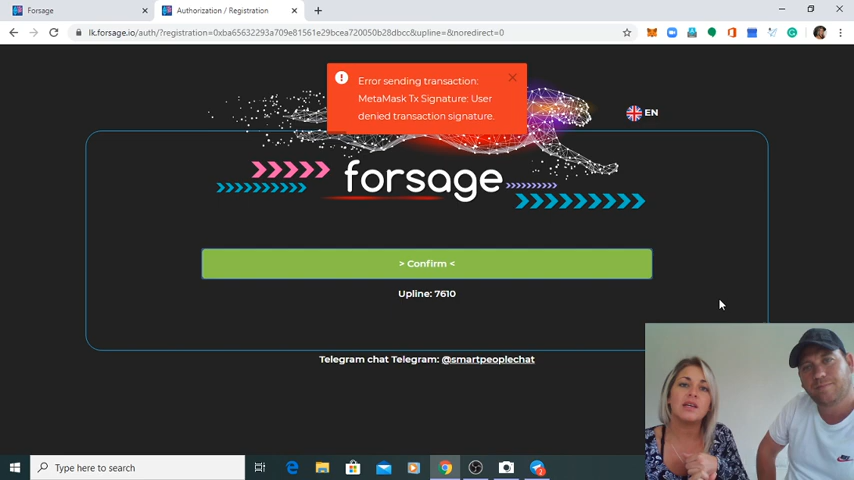 Forsage
Authorization / Registration
lk.forsage.io/auth/?registration=0xba65632293a709e81561e29bcea720050b28dbcc&upline=&noredirect=0
Error sending transaction:
MetaMask Tx Signature: User
denied transaction signature.
EN
forsage
> Confirm <
Upline: 7610
Telegram chat Telegram: @smartpeoplechat
Type here to search